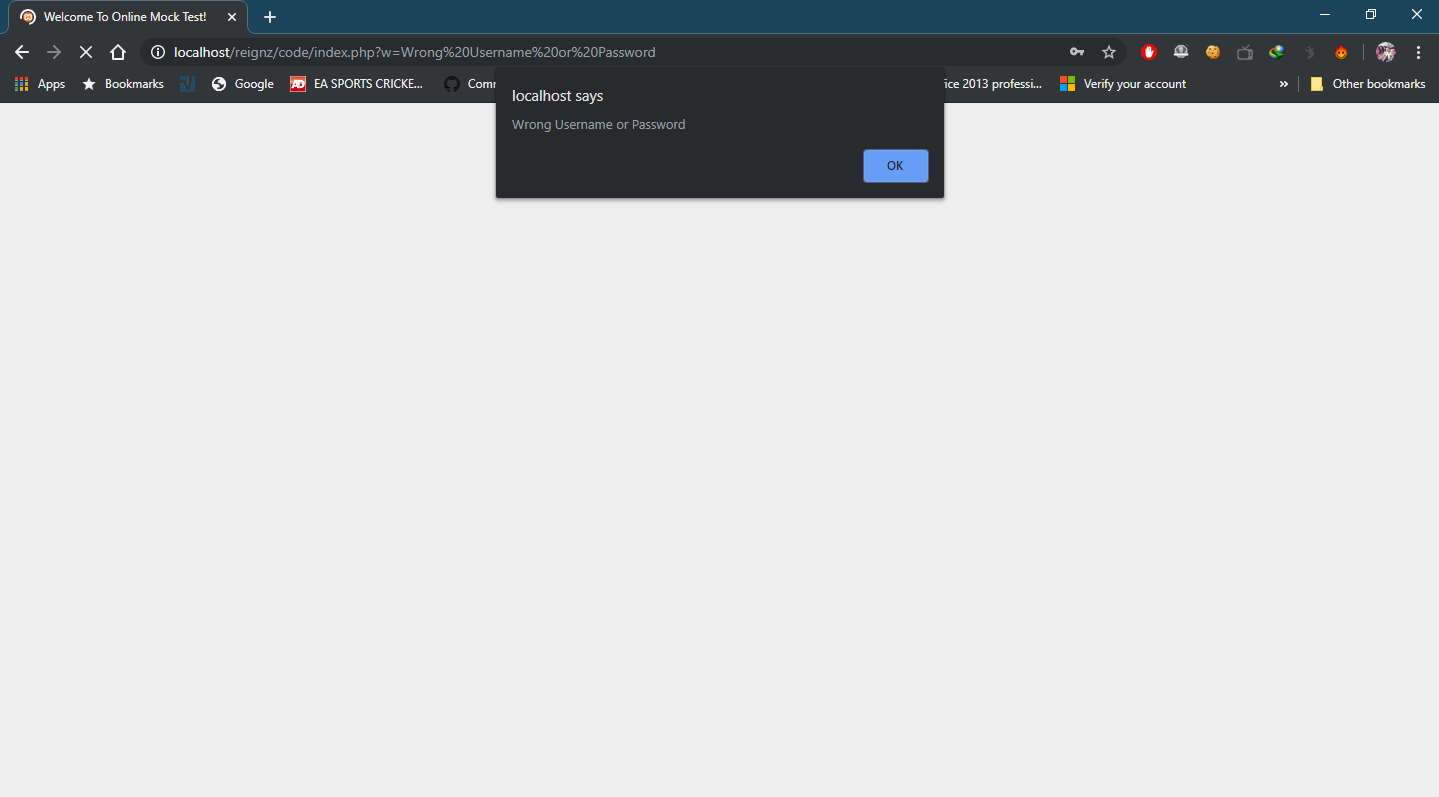 Welcome To Online Mock Test!
localhost/reignz/code/index.php?w=Wrong%20Username%20or%20Password
Apps Bookmarks Google EA SPORTS CRICKE... Com ice 2013 professi... Verify your account » Other bookmarks
localhost says
Wrong Username or Password
OK